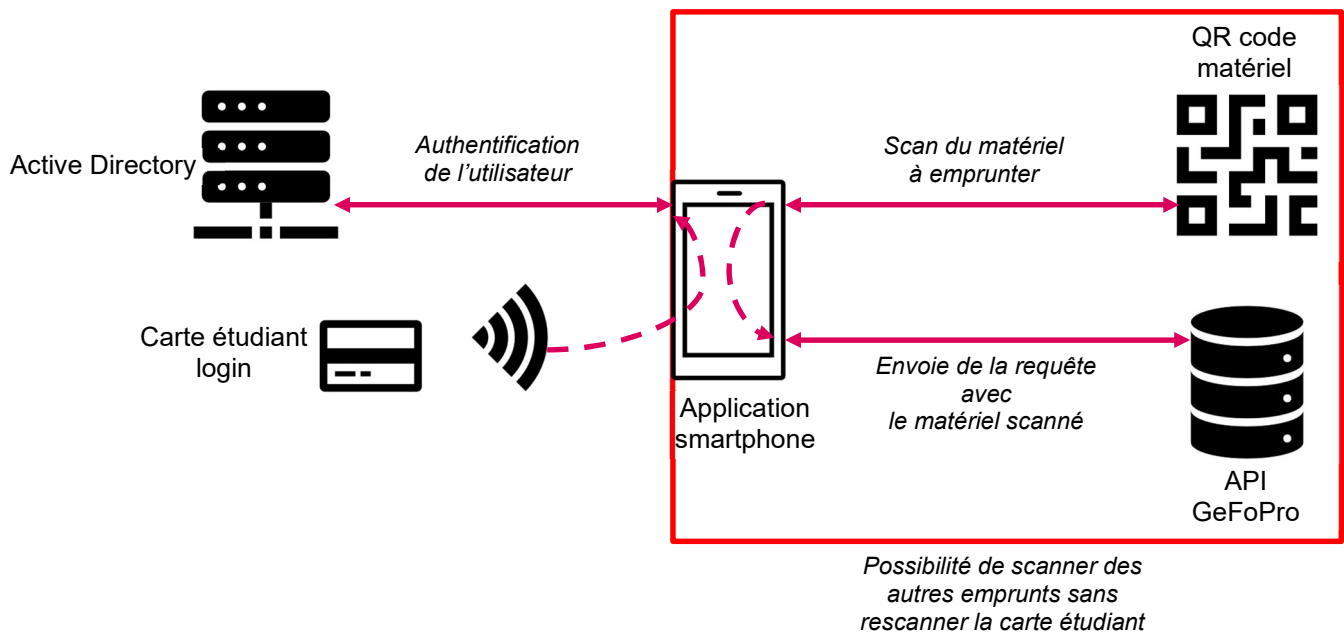 Active Directory
Authentification
de l'utilisateur
Carte étudiant
login
Application
smartphone
Scan du matériel
à emprunter
QR code
matériel
Envoie de la requête
avec
le matériel scanné
API
GeFoPro
Possibilité de scanner des
autres emprunts sans
rescanner la carte étudiant